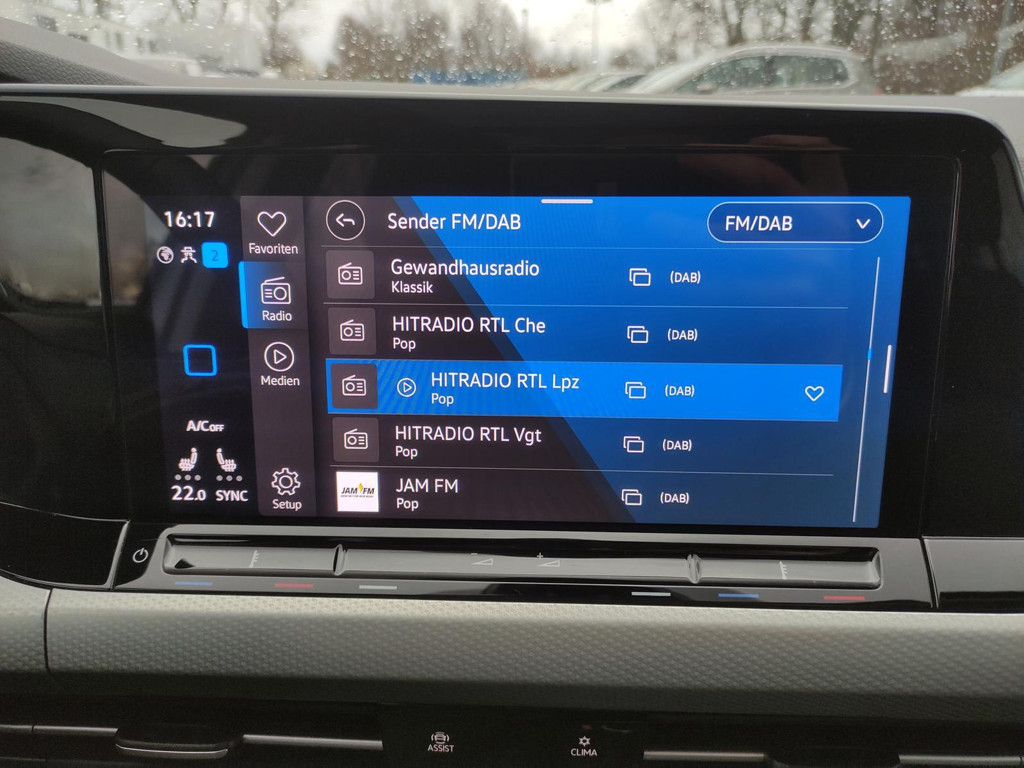 16:17
2
A/C OFF
22.0 SYNC
Favoriten
Radio
Medien
Setup
Sender FM/DAB
FM/DAB
Gewandhausradio
Klassik
(DAB)
HITRADIO RTL Che
Pop
(DAB)
HITRADIO RTL Lpz
Pop
(DAB)
HITRADIO RTL Vgt
Pop
(DAB)
JAM FM
JAM FM
Pop
(DAB)
- +
ASSIST
CLIMA